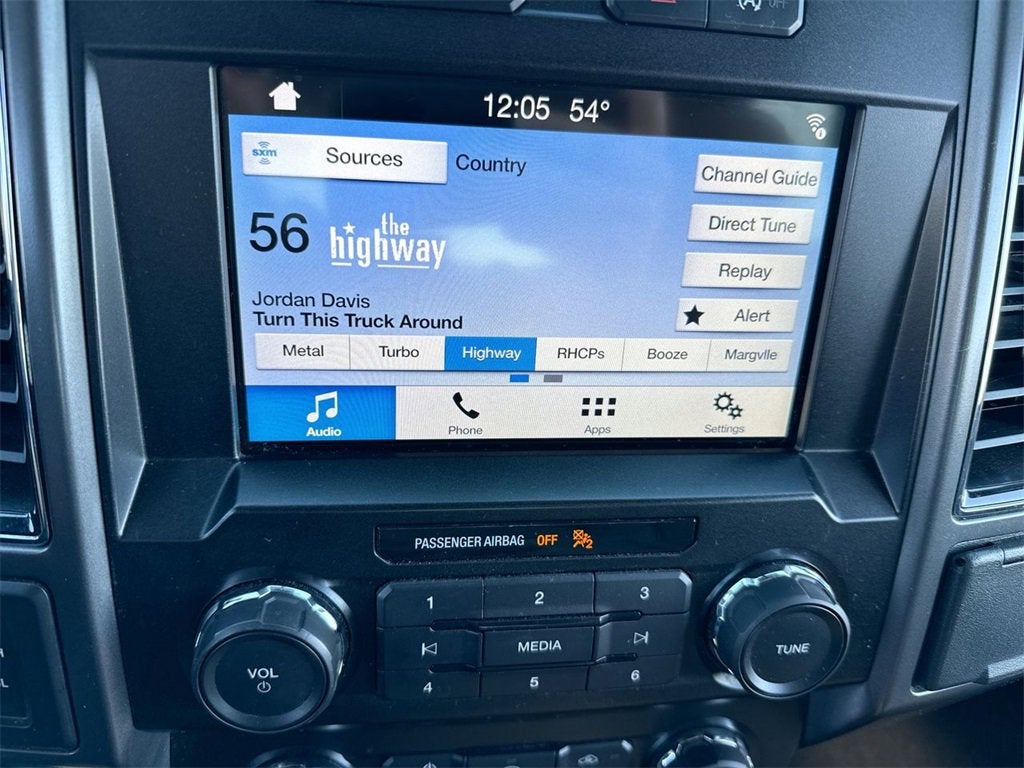 OFF
12:05 54°
sxm Sources Country
Channel Guide
56 the highway
Direct Tune
Replay
Jordan Davis
Turn This Truck Around
Alert
Metal Turbo Highway RHCPs Booze Margvlle
Audio Phone Apps Settings
PASSENGER AIRBAG OFF 2
1 2 3
VOL MEDIA TUNE
4 5 6